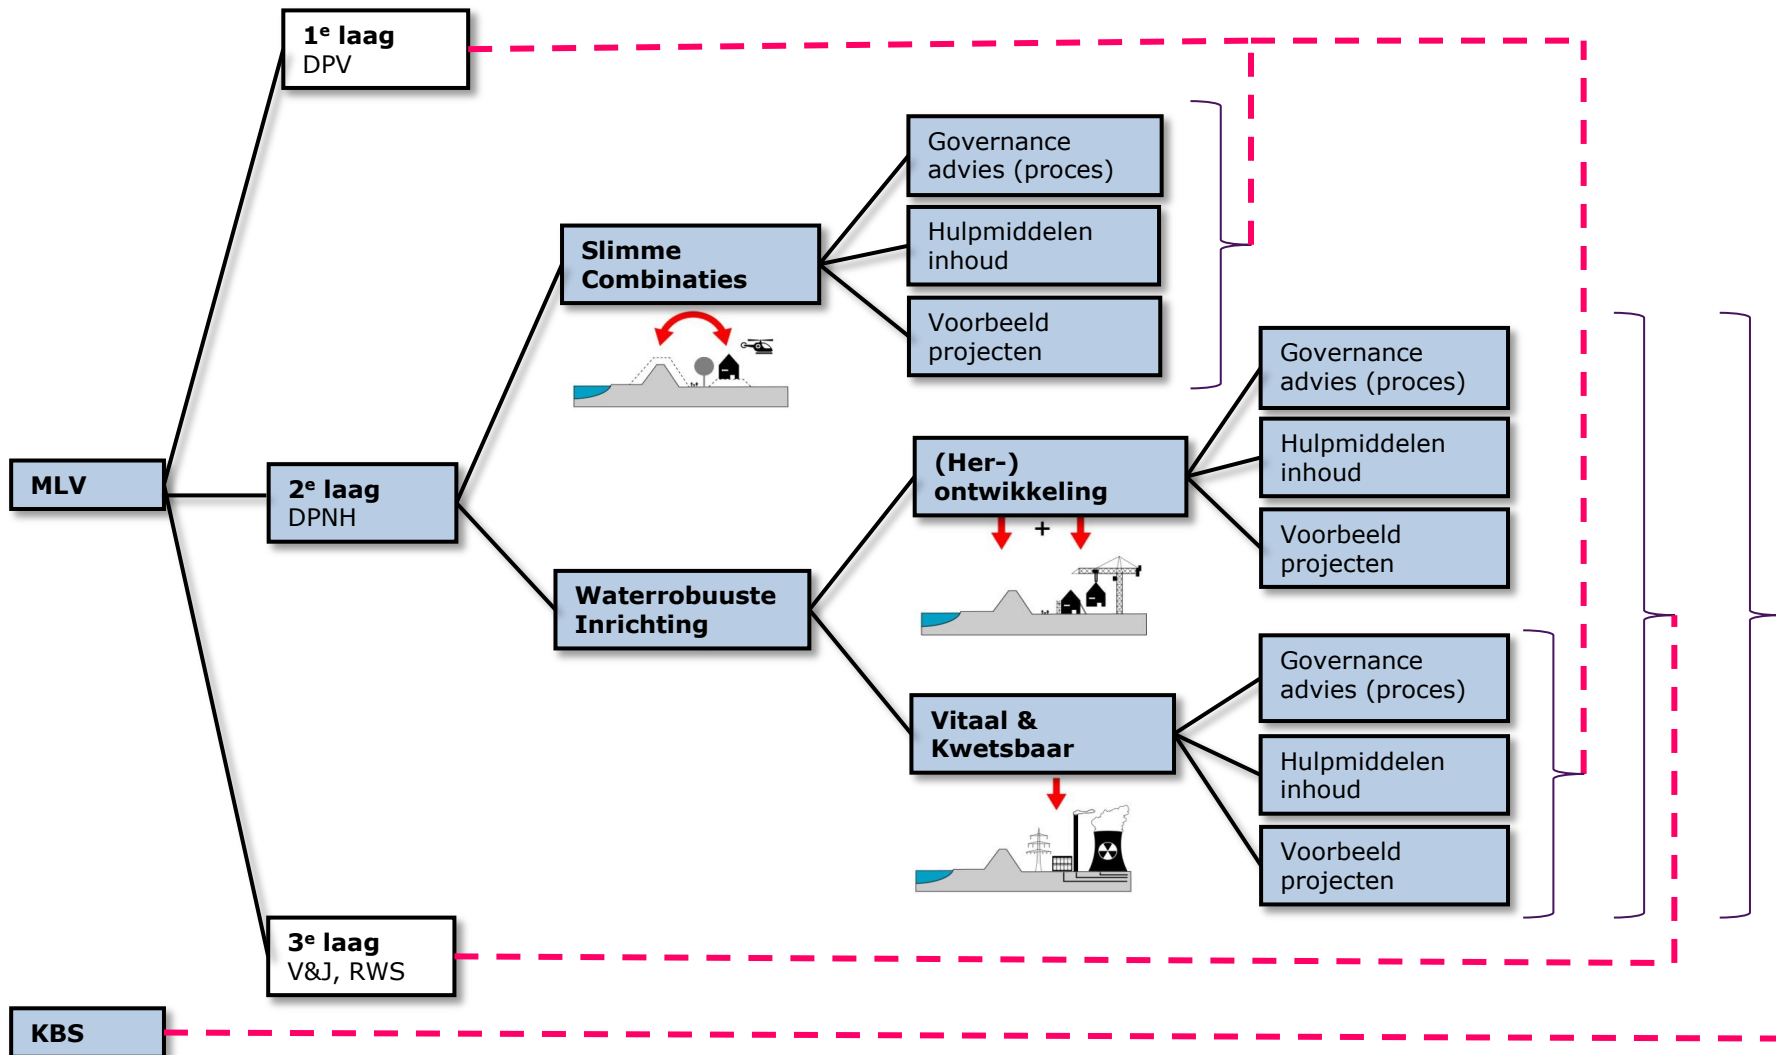 1e laag
DPV
Governance
advies (proces)
Hulpmiddelen
inhoud
Voorbeeld
projecten
Slimme
Combinaties
Governance
advies (proces)
Hulpmiddelen
inhoud
Voorbeeld
projecten
(Her-)
ontwikkeling
+
MLV
2e laag
DPNH
Waterrobuuste
Inrichting
Governance
advies (proces)
Hulpmiddelen
inhoud
Voorbeeld
projecten
Vitaal &
Kwetsbaar
3e laag
V&J, RWS
KBS